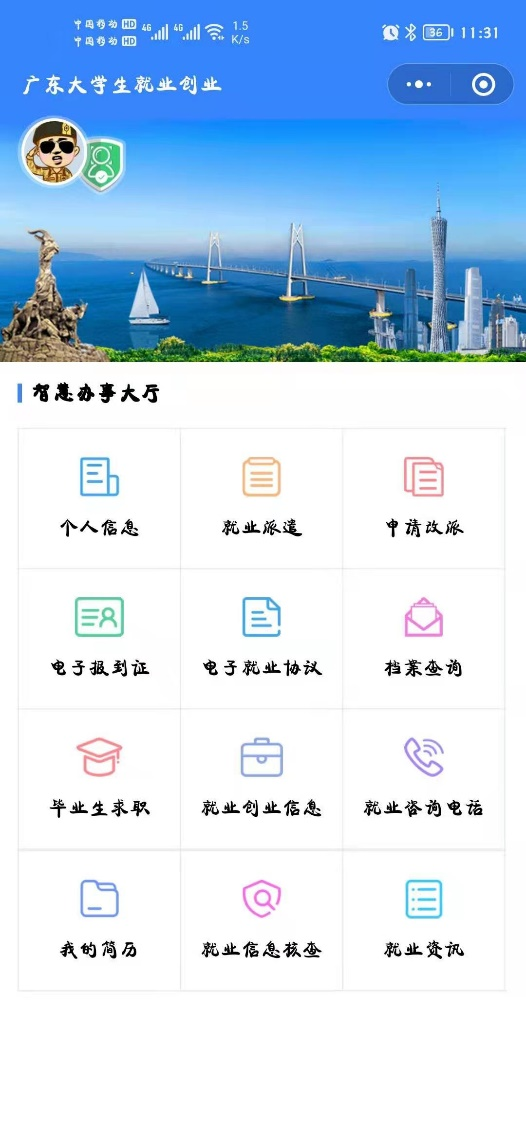 中国移动 HD
中国移动 HD
4G 4G 1.5 K/s 36 11:31
广东大学生就业创业
智慧办事大厅
个人信息 就业派遣 申请改派
电子报到证 电子就业协议 档案查询
毕业生求职 就业创业信息 就业咨询电话
我的简历 就业信息核查 就业资讯